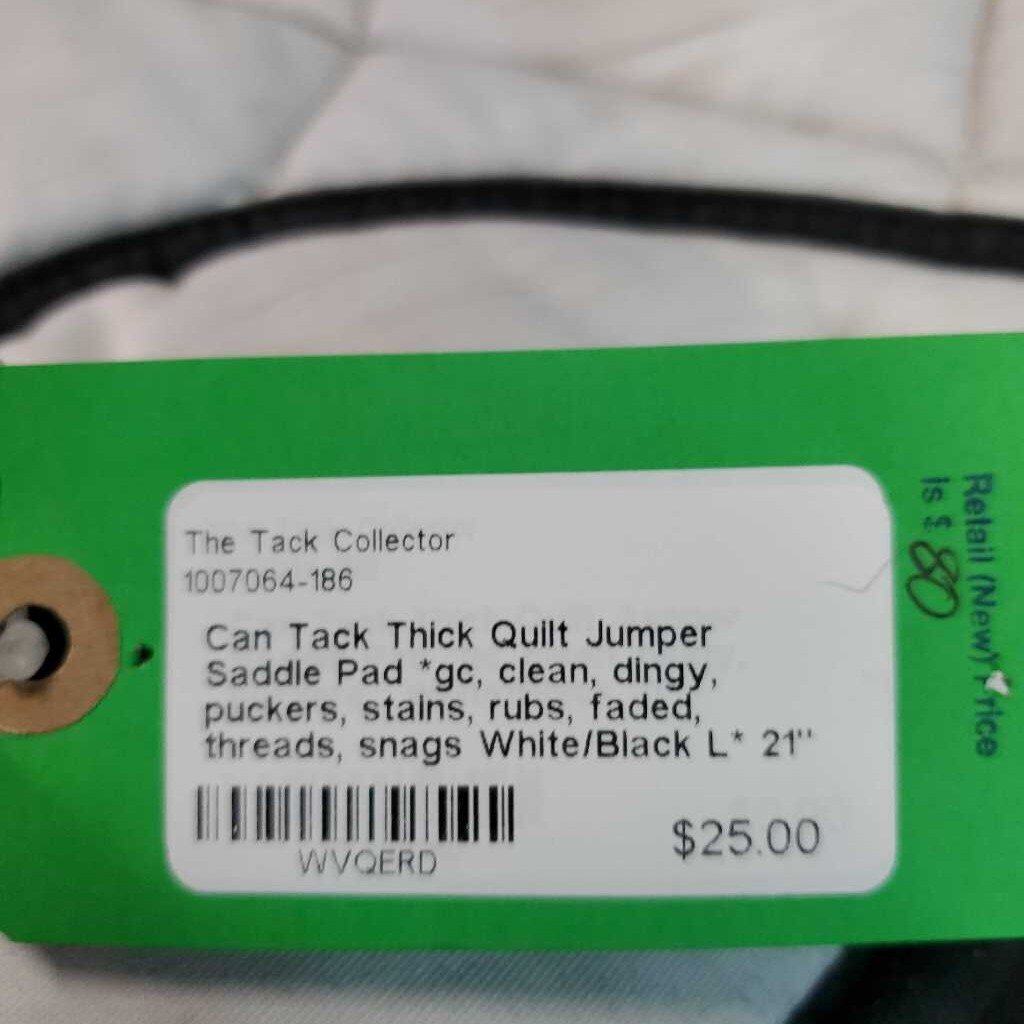 The Tack Collector
1007064-186
Can Tack Thick Quilt Jumper
Saddle Pad *gc, clean, dingy,
puckers, stains, rubs, faded,
threads, snags White/Black L* 21"
WVQERD
$25.00
Retail (New) Price
Is $ 80